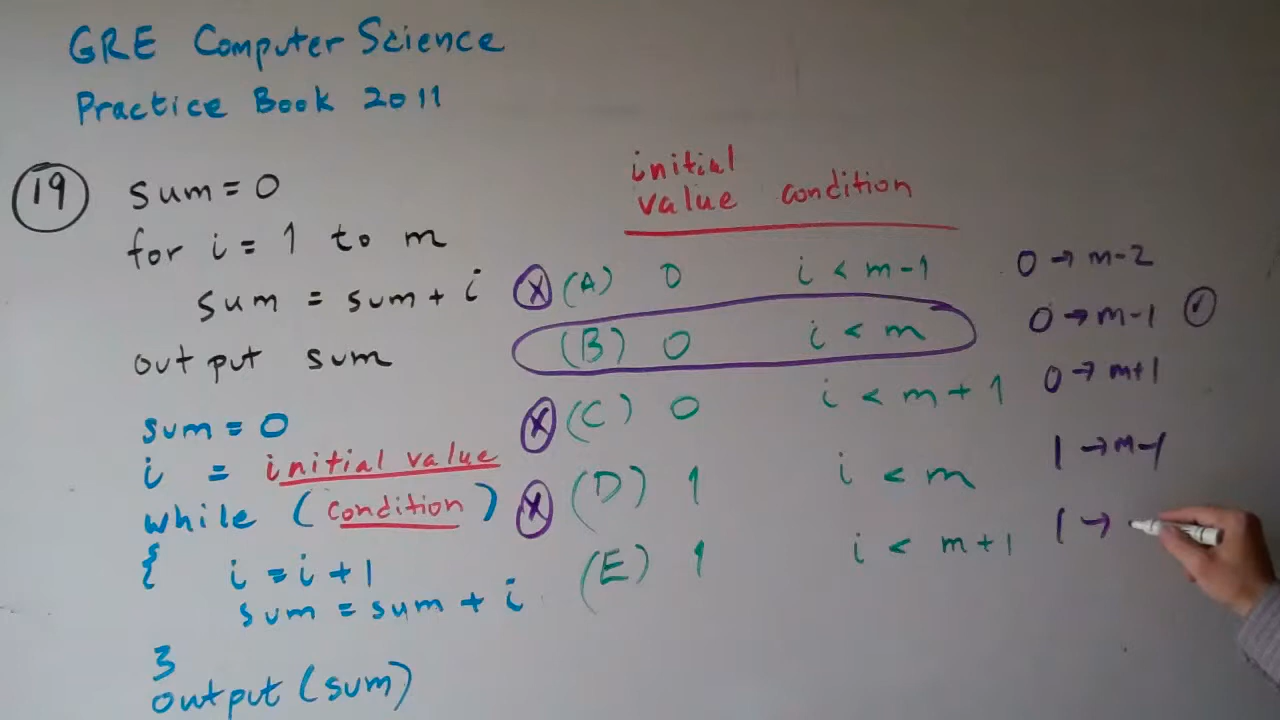 GRE Computer Science
Practice Book 2011
19
sum = 0
for i = 1 to m
sum = sum + i
output sum
sum = 0
i = initial value
while (condition)
{ i = i + 1
sum = sum + i
}
output (sum)
initial
value condition
X (A) 0 i < m-1 0 → m-2
(B) 0 i < m 0 → m-1 ✓
X (C) 0 i < m + 1 0 → m+1
X (D) 1 i < m 1 → m-1
(E) 1 i < m+1 1 →